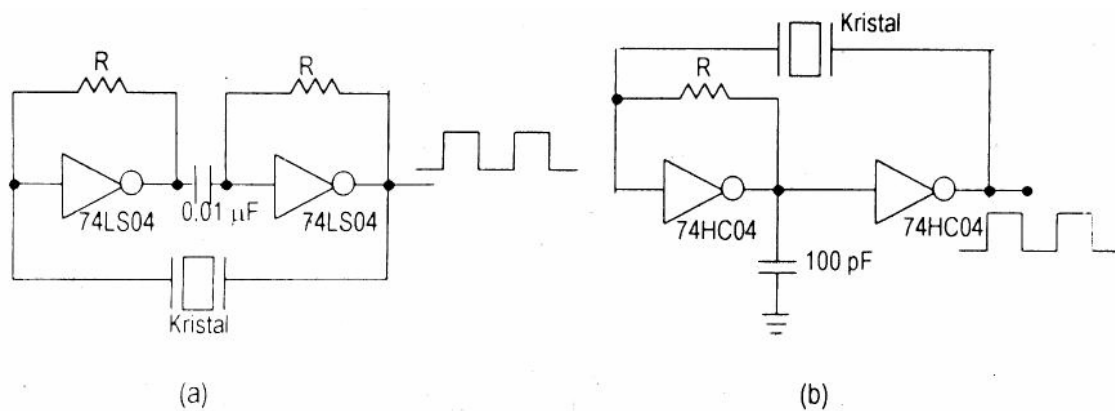 R
R
74LS04
0.01 μF
74LS04
Kristal
(a)
Kristal
R
74HC04
74HC04
100 pF
(b)